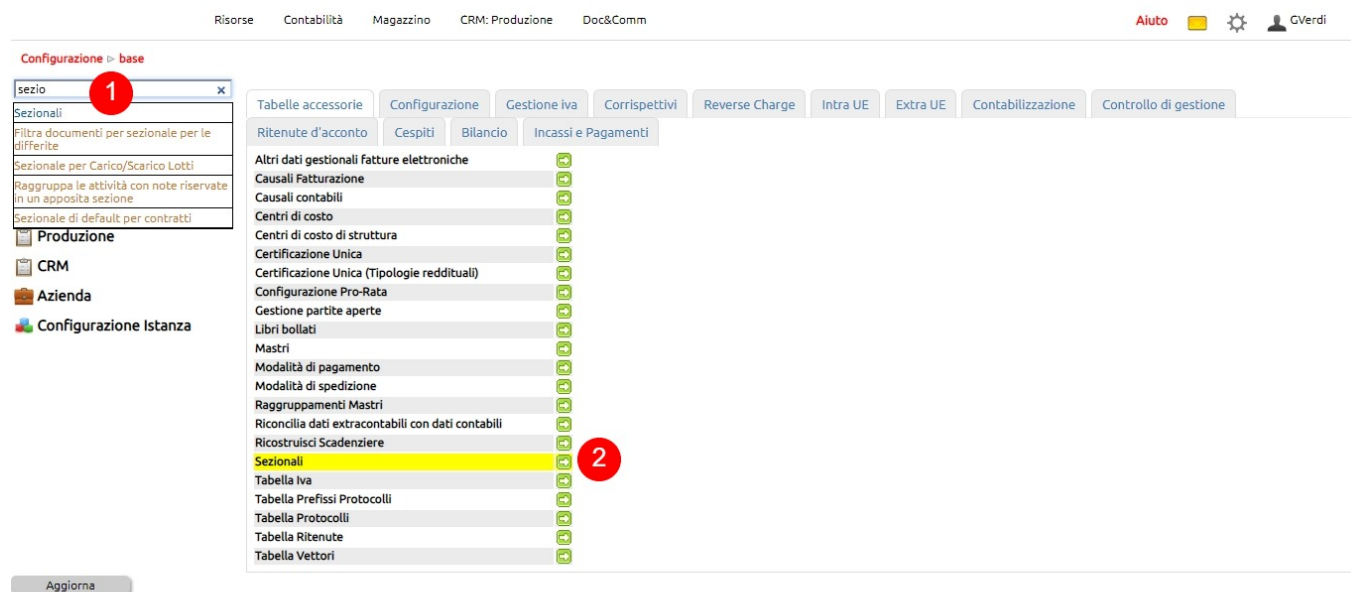 Risorse Contabilità Magazzino CRM: Produzione Doc&Comm Aiuto GVerdi
Configurazione ▷ base
sezio x
1
Sezionali
Filtra documenti per sezionale per le
differite
Sezionale per Carico/Scarico Lotti
Raggruppa le attività con note riservate
in un apposita sezione
Sezionale di default per contratti
Produzione
CRM
Azienda
Configurazione Istanza
Tabelle accessorie Configurazione Gestione iva Corrispettivi Reverse Charge Intra UE Extra UE Contabilizzazione Controllo di gestione
Ritenute d'acconto Cespiti Bilancio Incassi e Pagamenti
Altri dati gestionali fatture elettroniche
Causali Fatturazione
Causali contabili
Centri di costo
Centri di costo di struttura
Certificazione Unica
Certificazione Unica (Tipologie reddituali)
Configurazione Pro-Rata
Gestione partite aperte
Libri bollati
Mastri
Modalità di pagamento
Modalità di spedizione
Raggruppamenti Mastri
Riconcilia dati extracontabili con dati contabili
Ricostruisci Scadenziere
Sezionali 2
Tabella Iva
Tabella Prefissi Protocolli
Tabella Protocolli
Tabella Ritenute
Tabella Vettori
Aggiorna